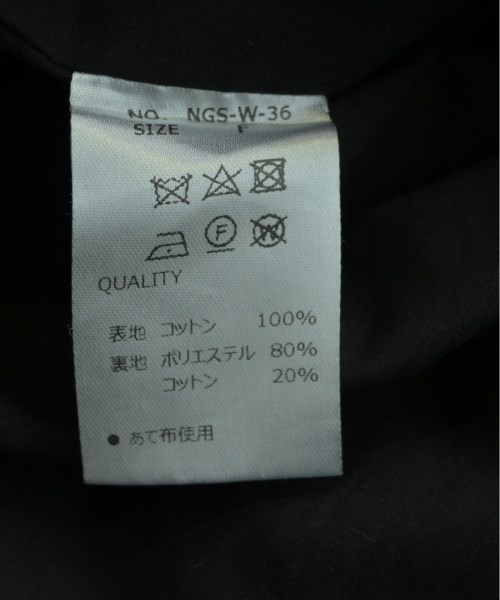 NO. NGS-W-36
SIZE F
F
W
QUALITY
表地 コットン 100%
裏地 ポリエステル 80%
コットン 20%
● あて布使用